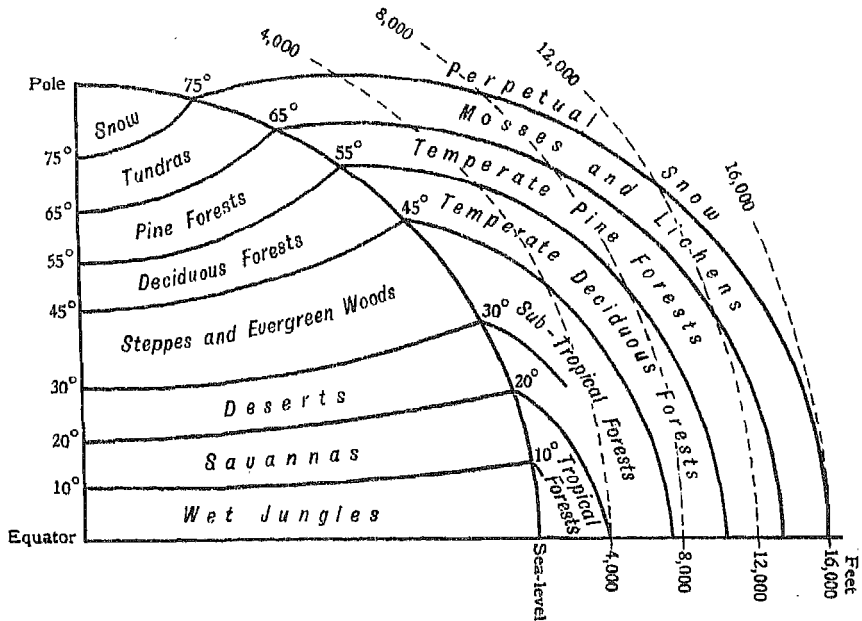 4,000
8,000
12,000
16,000
Pole
75°
65°
55°
45°
30°
20°
10°
Perpetual Snow
Mosses and Lichens
Temperate Pine Forests
Temperate Deciduous Forests
Sub-Tropical Forests
Tropical
Forests
Snow
75°
Tundras
65°
Pine Forests
55°
Deciduous Forests
45°
Steppes and Evergreen Woods
30°
Deserts
20°
Savannas
10°
Wet Jungles
Equator
Sea-level
4,000
8,000
12,000
16,000
Feet